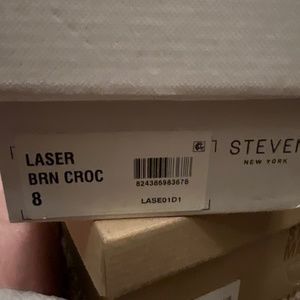 LASER
BRN CROC
8
824386983678
LASE01D1
STEVEN
NEW YORK